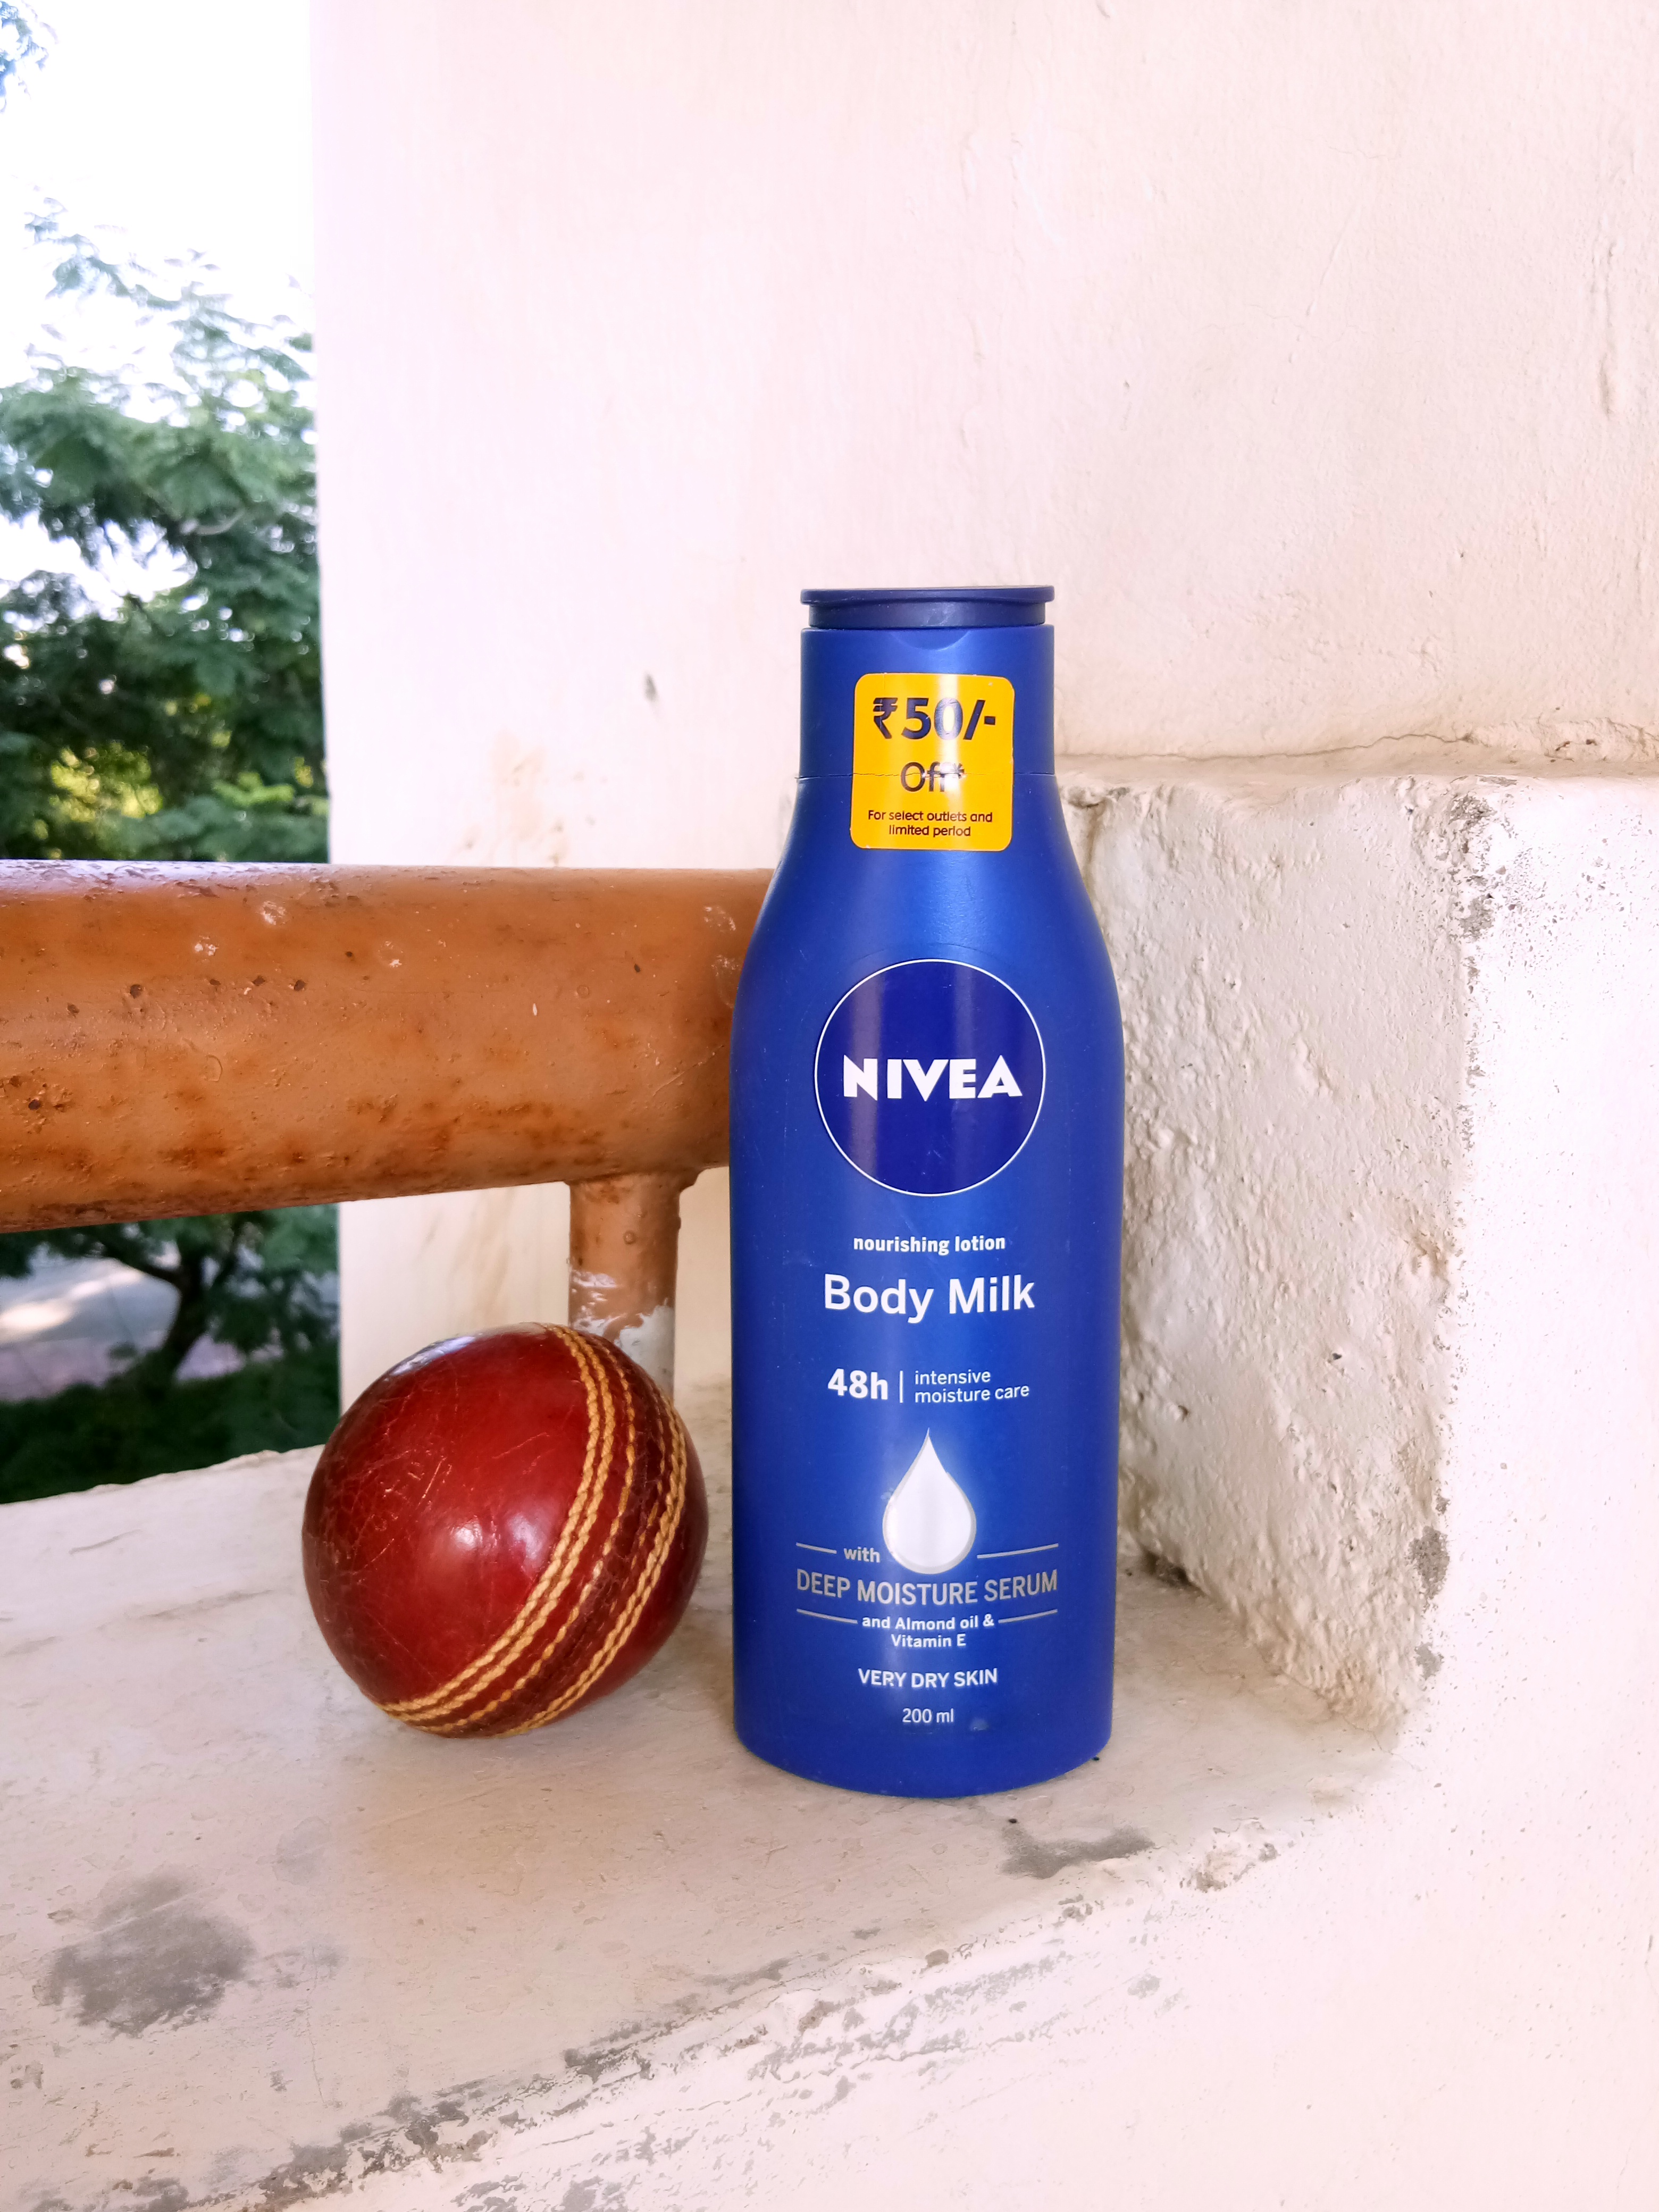 ₹50/-
Off*
For select outlets and
limited period
NIVEA
nourishing lotion
Body Milk
48h | intensive
moisture care
with
DEEP MOISTURE SERUM
and Almond oil &
Vitamin E
VERY DRY SKIN
200 ml